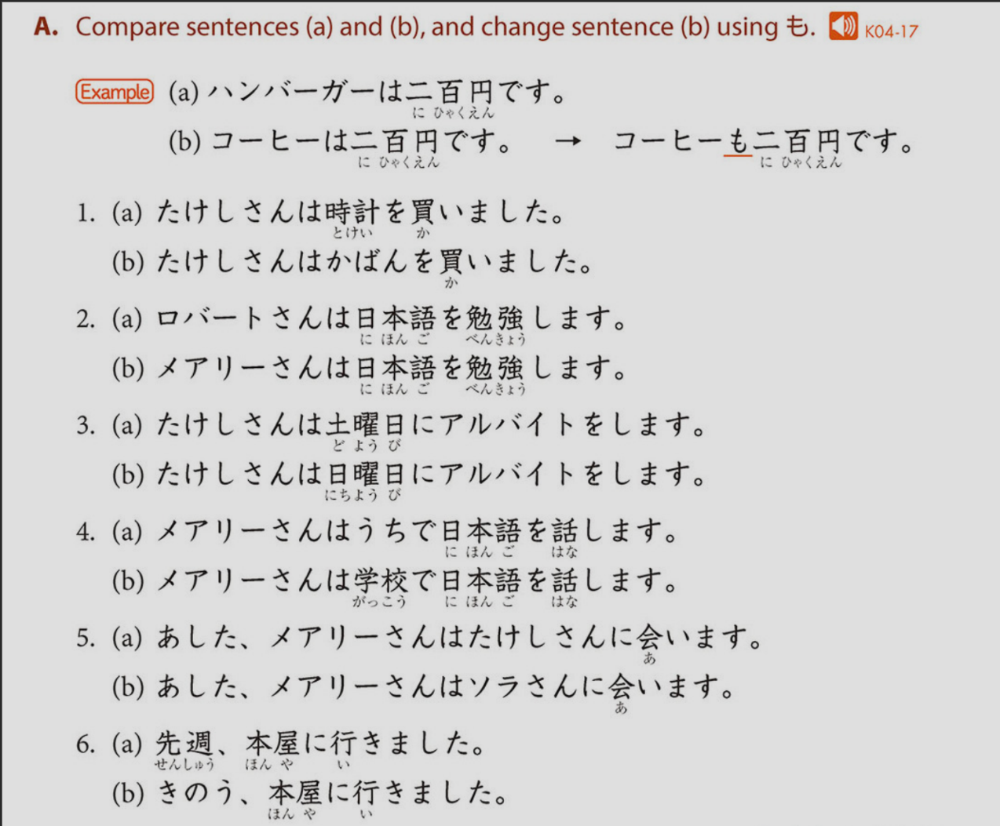 A. Compare sentences (a) and (b), and change sentence (b) using も. K04-17
Example (a) ハンバーガーは二百円です。
に ひゃくえん
(b) コーヒーは二百円です。 → コーヒーも二百円です。
に ひゃくえん に ひゃくえん
1. (a) たけしさんは時計を買いました。
とけい か
(b) たけしさんはかばんを買いました。
か
2. (a) ロバートさんは日本語を勉強します。
に ほん ご べんきょう
(b) メアリーさんは日本語を勉強します。
に ほん ご べんきょう
3. (a) たけしさんは土曜日にアルバイトをします。
ど よう び
(b) たけしさんは日曜日にアルバイトをします。
にちよう び
4. (a) メアリーさんはうちで日本語を話します。
に ほん ご はな
(b) メアリーさんは学校で日本語を話します。
がっこう に ほん ご はな
5. (a) あした、メアリーさんはたけしさんに会います。
あ
(b) あした、メアリーさんはソラさんに会います。
あ
6. (a) 先週、本屋に行きました。
せんしゅう ほん や い
(b) きのう、本屋に行きました。
ほん や い